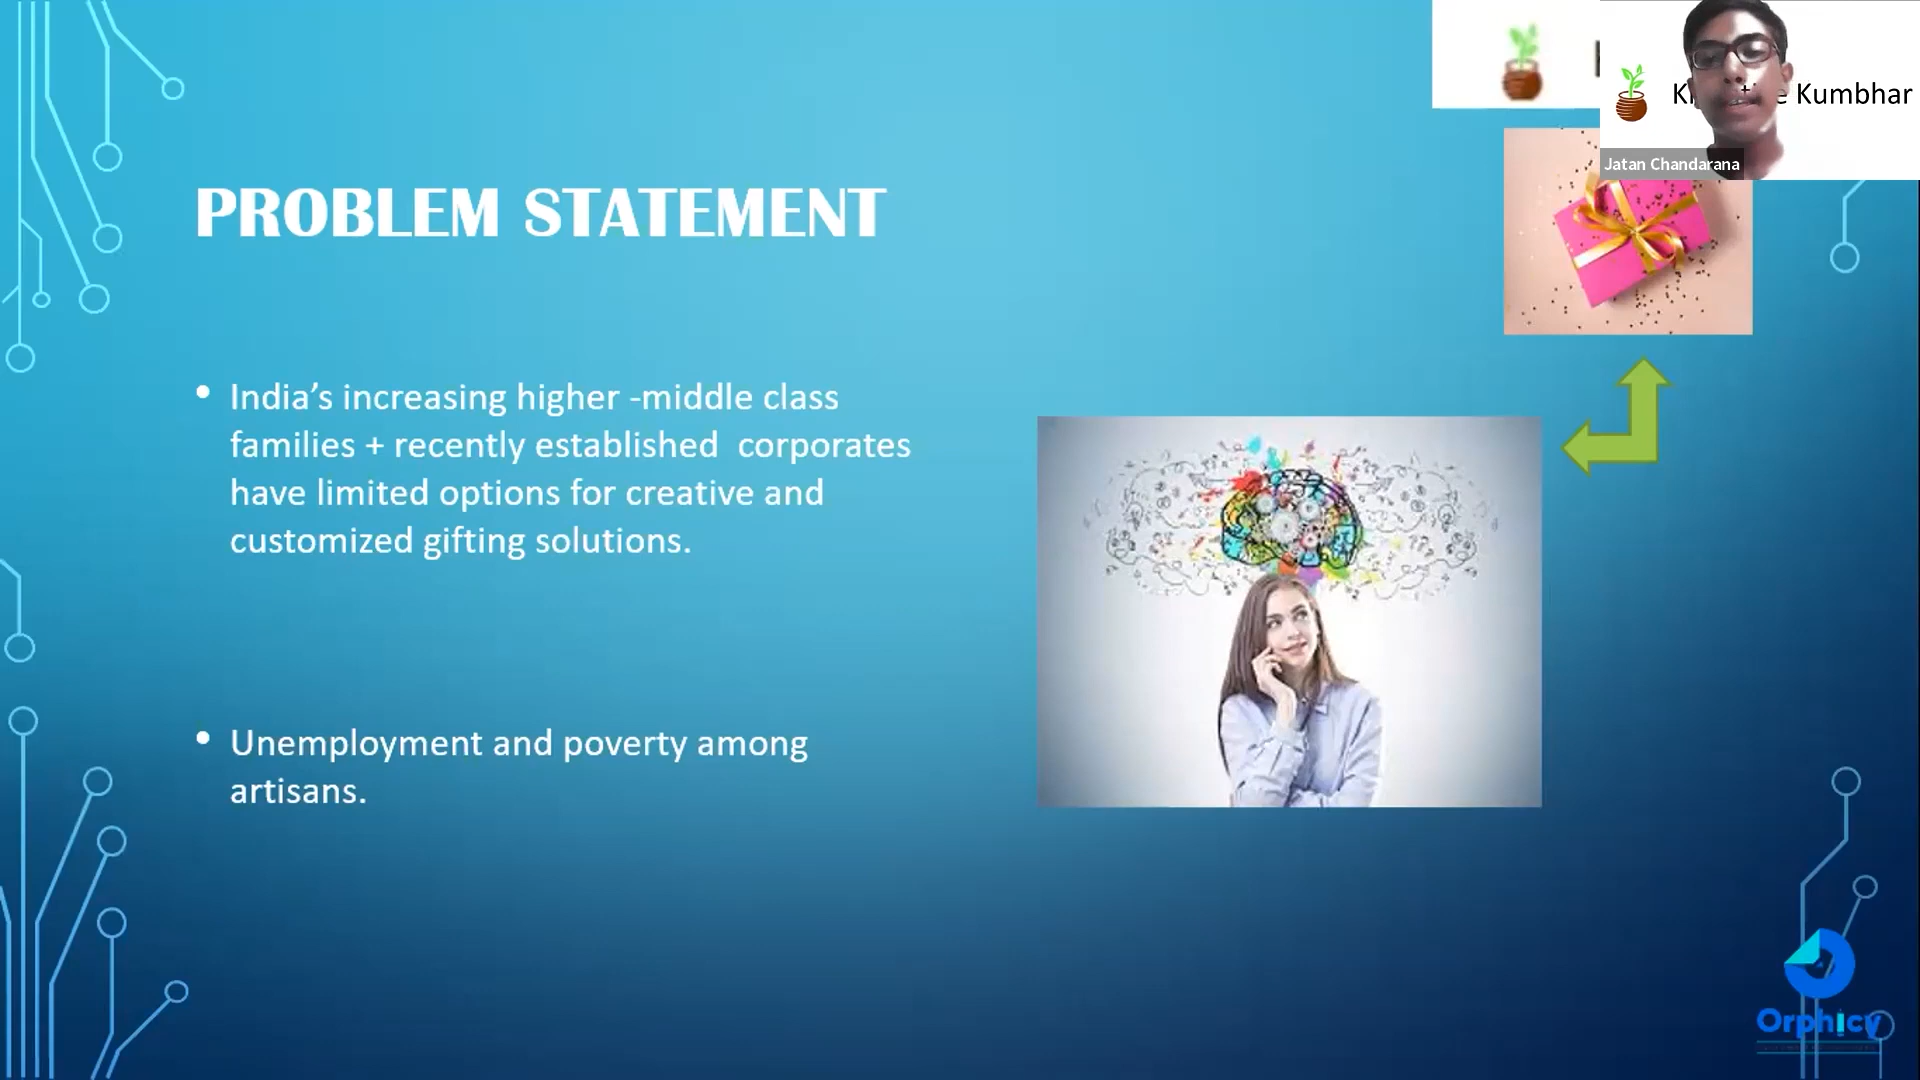 PROBLEM STATEMENT
• India’s increasing higher -middle class
families + recently established corporates
have limited options for creative and
customized gifting solutions.
• Unemployment and poverty among
artisans.
Kumbhar
Jatan Chandarana
Orphicy